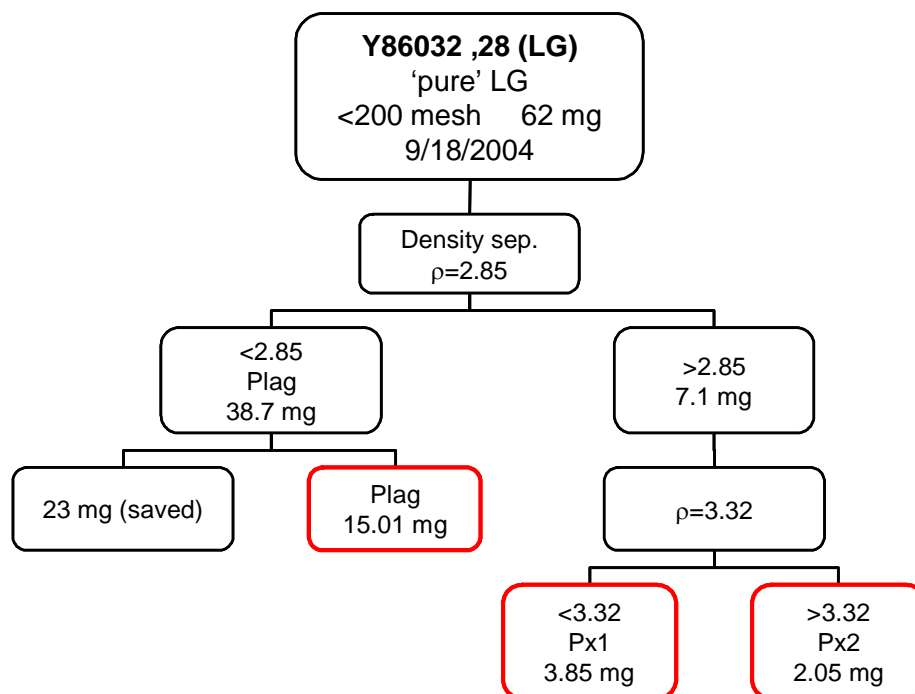 Y86032 ,28 (LG)
‘pure’ LG
<200 mesh 62 mg
9/18/2004
Density sep.
ρ=2.85
<2.85
Plag
38.7 mg
>2.85
7.1 mg
23 mg (saved)
Plag
15.01 mg
ρ=3.32
<3.32
Px1
3.85 mg
>3.32
Px2
2.05 mg